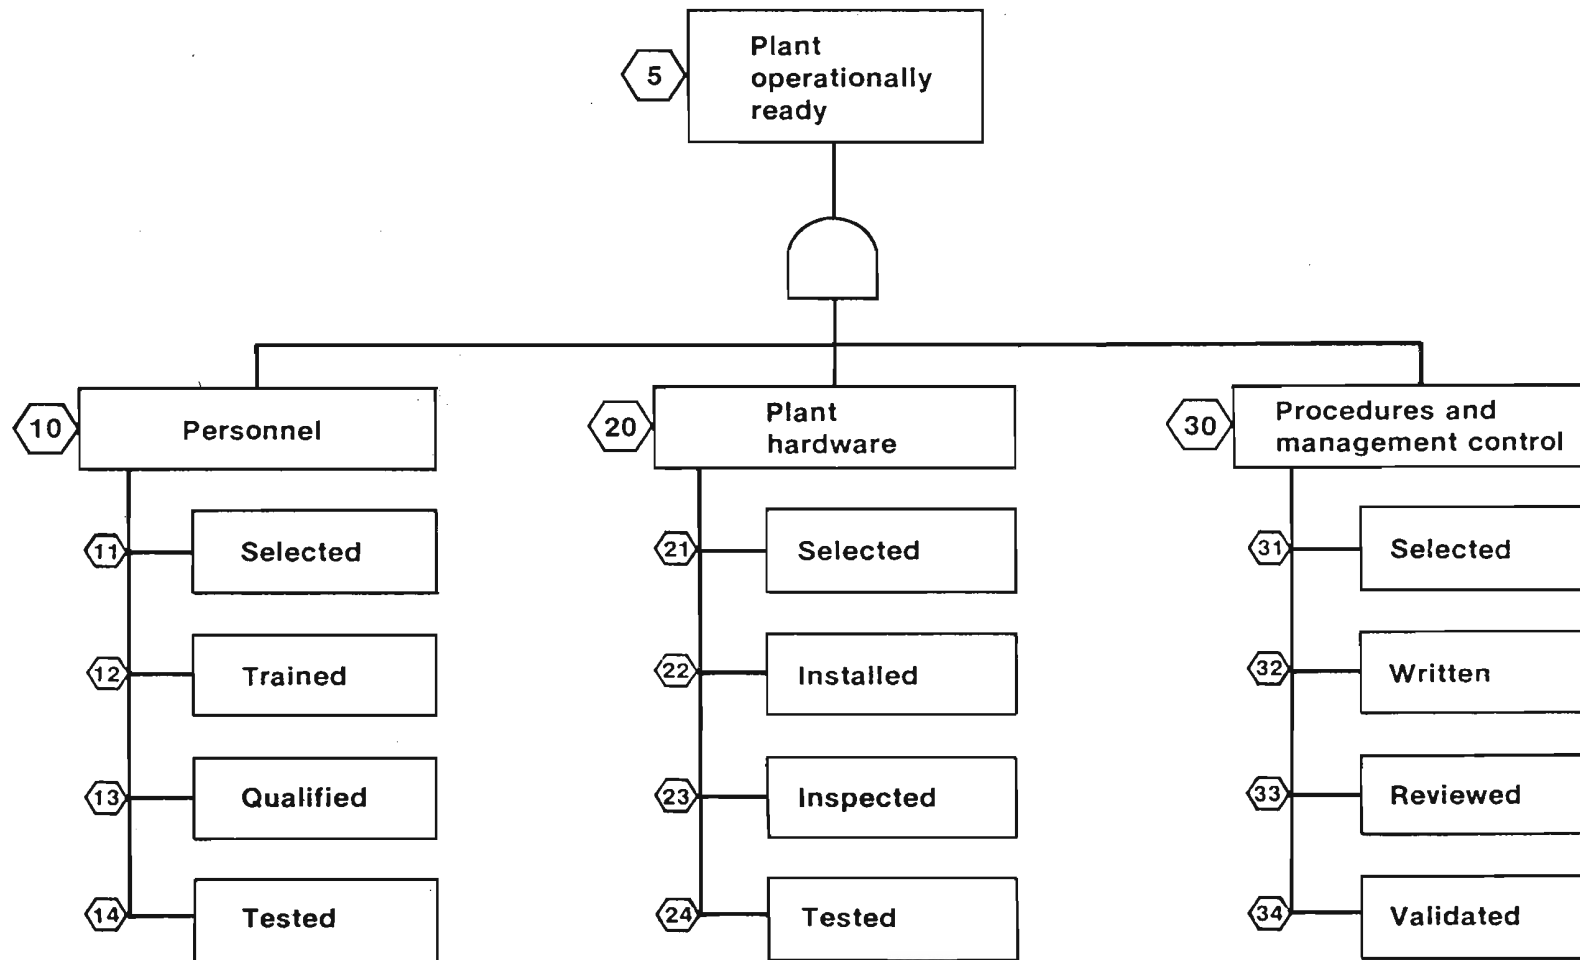 5
Plant
operationally
ready
10
Personnel
20
Plant
hardware
30
Procedures and
management control
11
Selected
12
Trained
13
Qualified
14
Tested
21
Selected
22
Installed
23
Inspected
24
Tested
31
Selected
32
Written
33
Reviewed
34
Validated